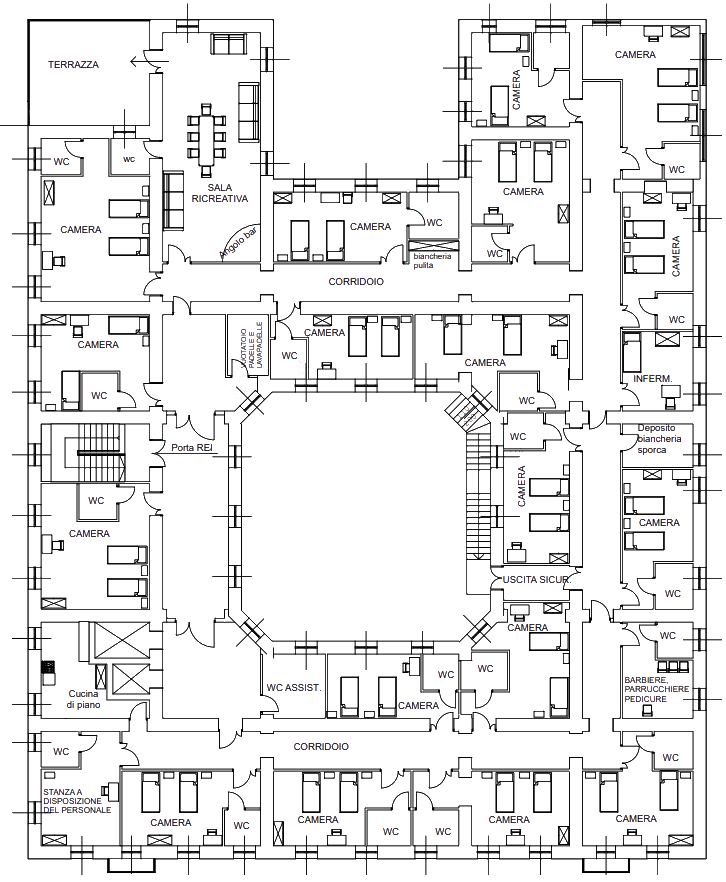 TERRAZZA
CAMERA
CAMERA
WC
WC
WC
SALA
RICREATIVA
CAMERA
CAMERA
CAMERA
WC
Angolo bar
WC
biancheria
pulita
CAMERA
CORRIDOIO
WC
CAMERA
VUOTATOIO
PADELLE E
LAVAPADELLE
CAMERA
WC
CAMERA
INFERM.
WC
WC
Porta REI
WC
Deposito
biancheria
sporca
WC
CAMERA
CAMERA
CAMERA
USCITA SICUR.
WC
CAMERA
WC
Cucina
di piano
WC ASSIST.
CAMERA
WC
WC
BARBIERE,
PARRUCCHIERE
PEDICURE
WC
CORRIDOIO
WC
STANZA A
DISPOSIZIONE
DEL PERSONALE
CAMERA
WC
CAMERA
WC
WC
CAMERA
CAMERA